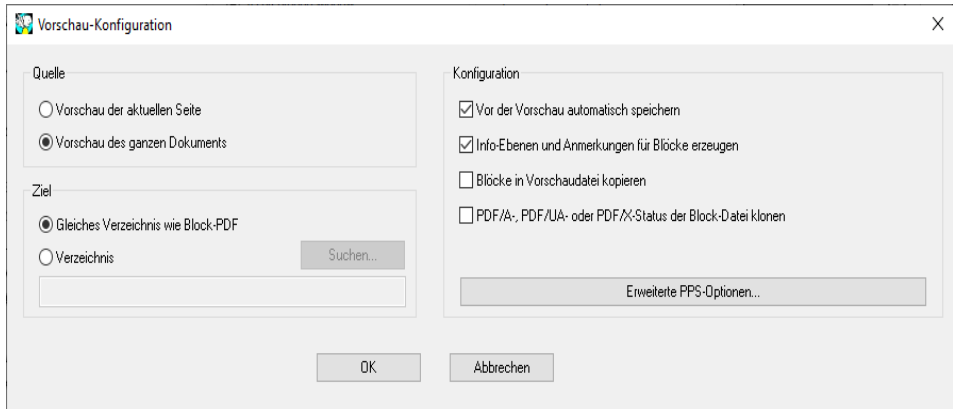 Vorschau-Konfiguration
Quelle
Vorschau der aktuellen Seite
Vorschau des ganzen Dokuments
Ziel
Gleiches Verzeichnis wie Block-PDF
Verzeichnis
Suchen...
Konfiguration
Vor der Vorschau automatisch speichern
Info-Ebenen und Anmerkungen für Blöcke erzeugen
Blöcke in Vorschaudatei kopieren
PDF/A-, PDF/UA- oder PDF/X-Status der Block-Datei klonen
Erweiterte PPS-Optionen...
OK
Abbrechen